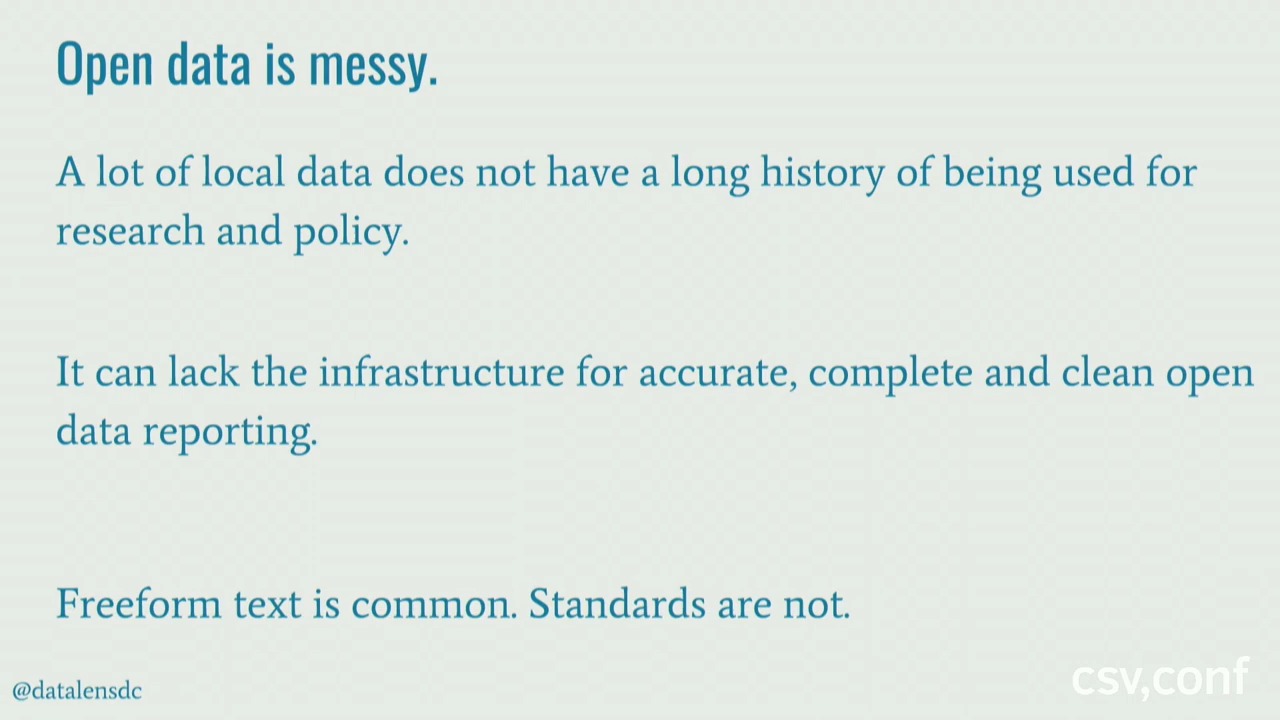 Open data is messy.
A lot of local data does not have a long history of being used for
research and policy.
It can lack the infrastructure for accurate, complete and clean open
data reporting.
Freeform text is common. Standards are not.
@datalensdc
csv,conf